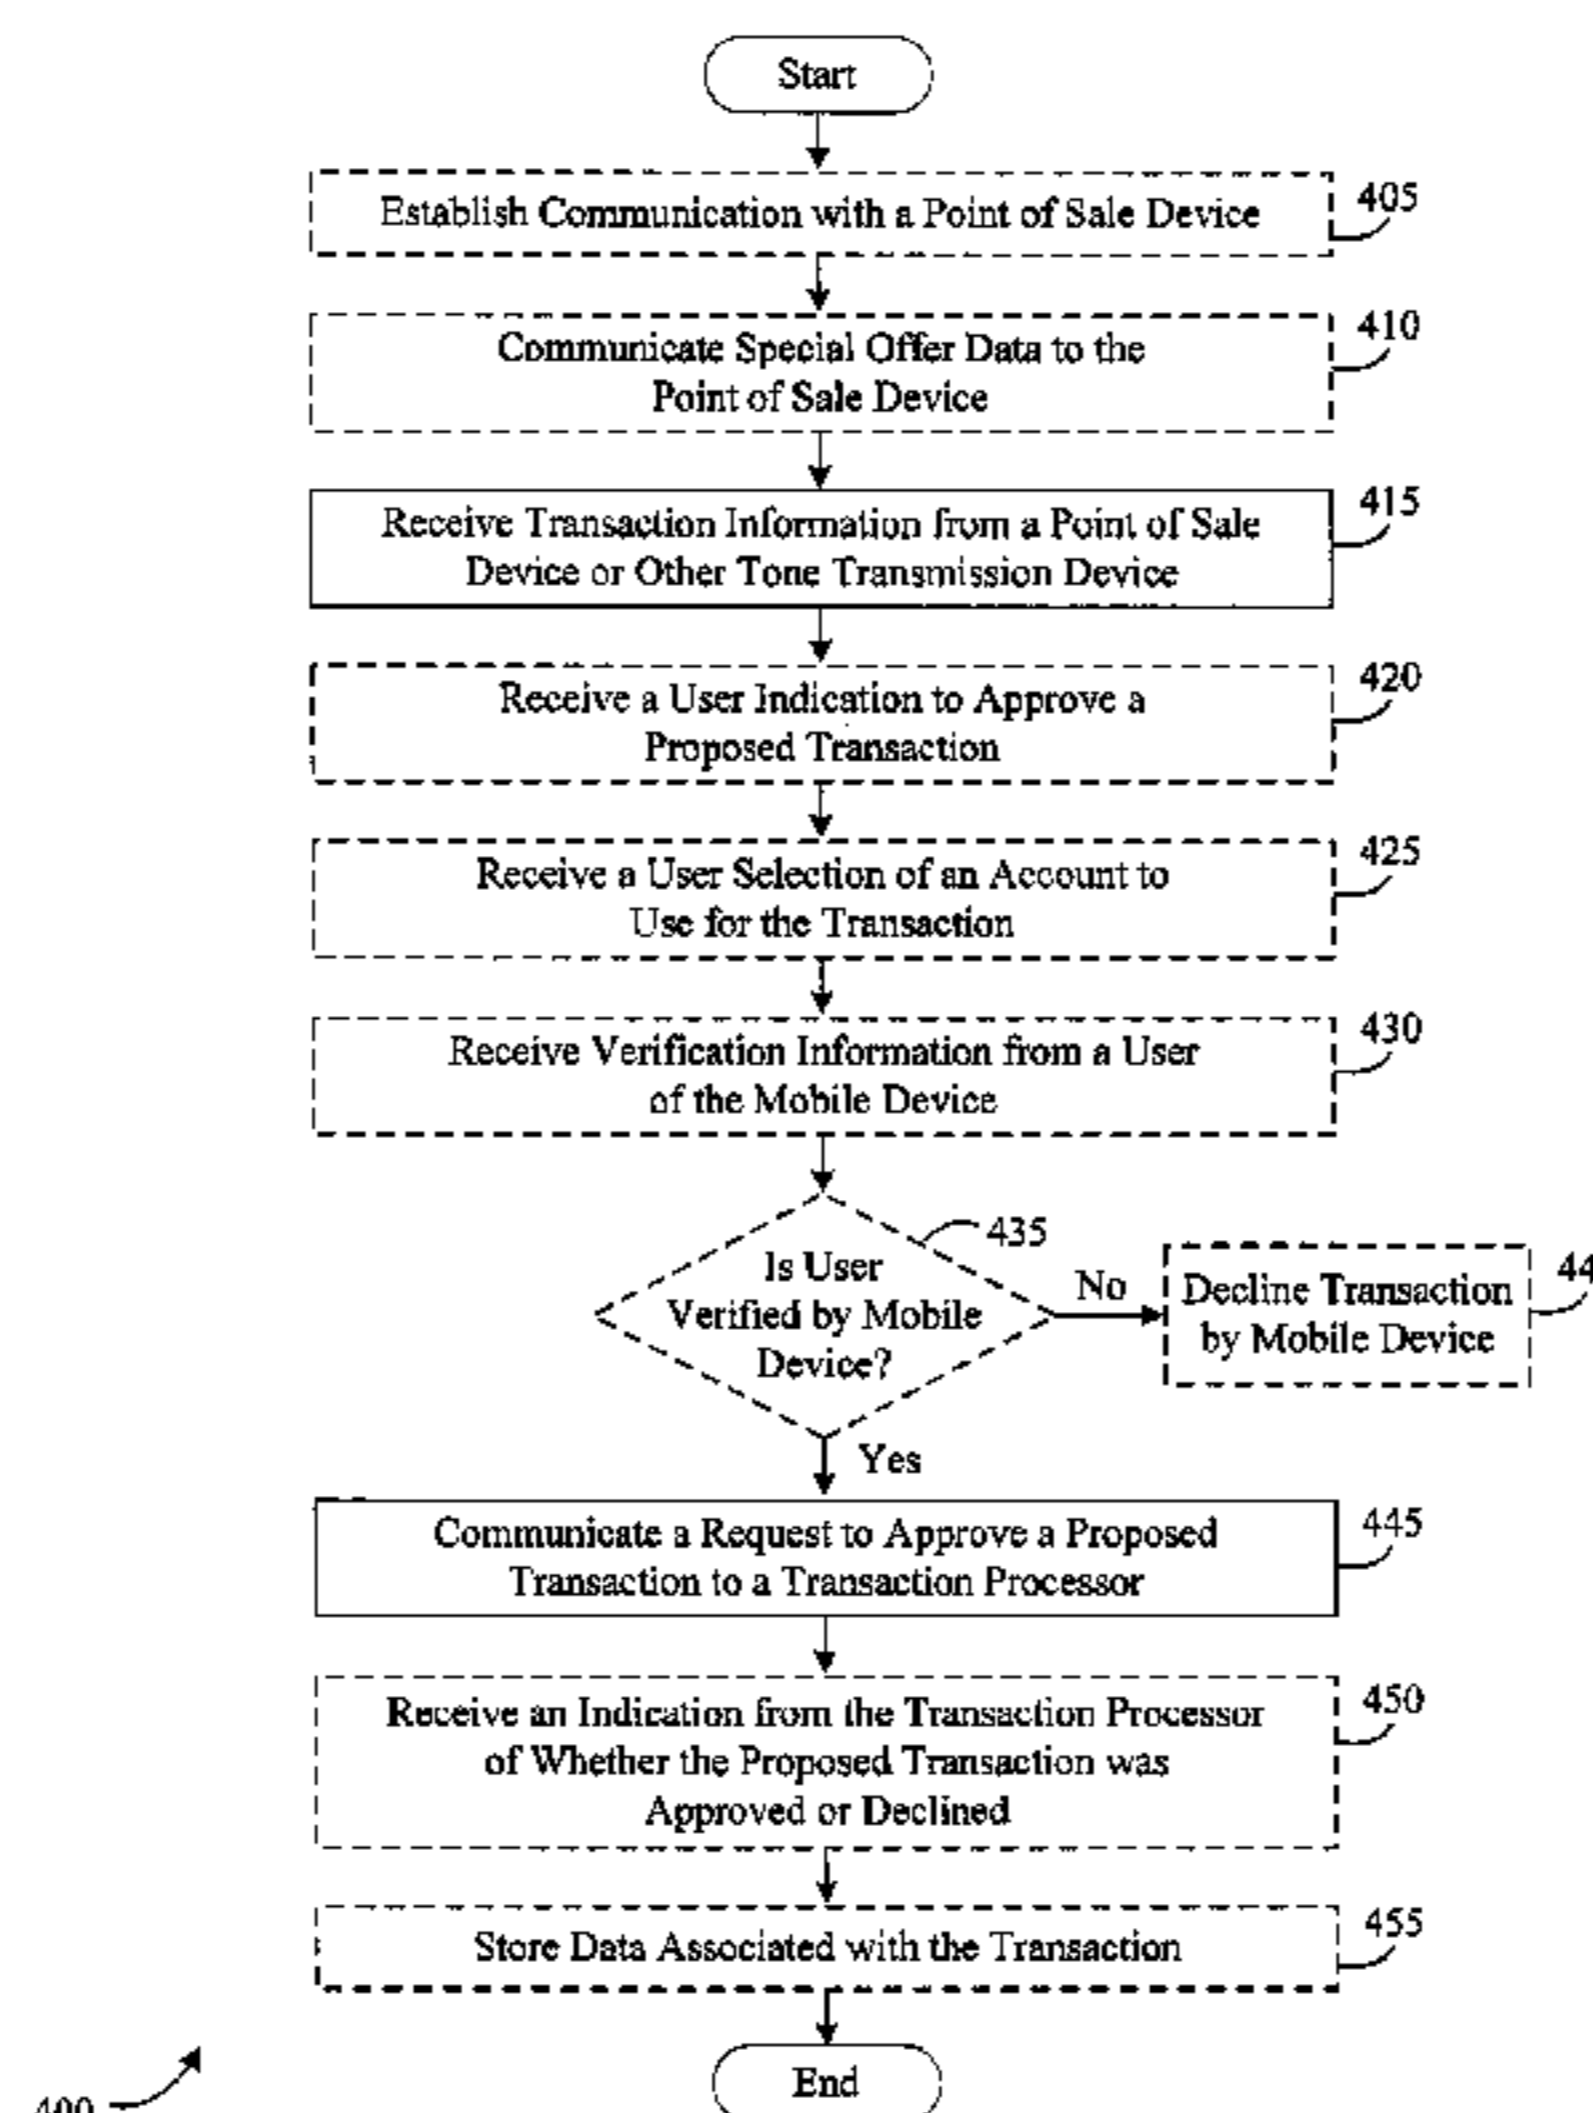 Start
Establish Communication with a Point of Sale Device
405
Communicate Special Offer Data to the
Point of Sale Device
410
Receive Transaction Information from a Point of Sale
Device or Other Tone Transmission Device
415
Receive a User Indication to Approve a
Proposed Transaction
420
Receive a User Selection of an Account to
Use for the Transaction
425
Receive Verification Information from a User
of the Mobile Device
430
Is User
Verified by Mobile
Device?
435
No
Decline Transaction
by Mobile Device
Yes
Communicate a Request to Approve a Proposed
Transaction to a Transaction Processor
445
Receive an Indication from the Transaction Processor
of Whether the Proposed Transaction was
Approved or Declined
450
Store Data Associated with the Transaction
455
End
400